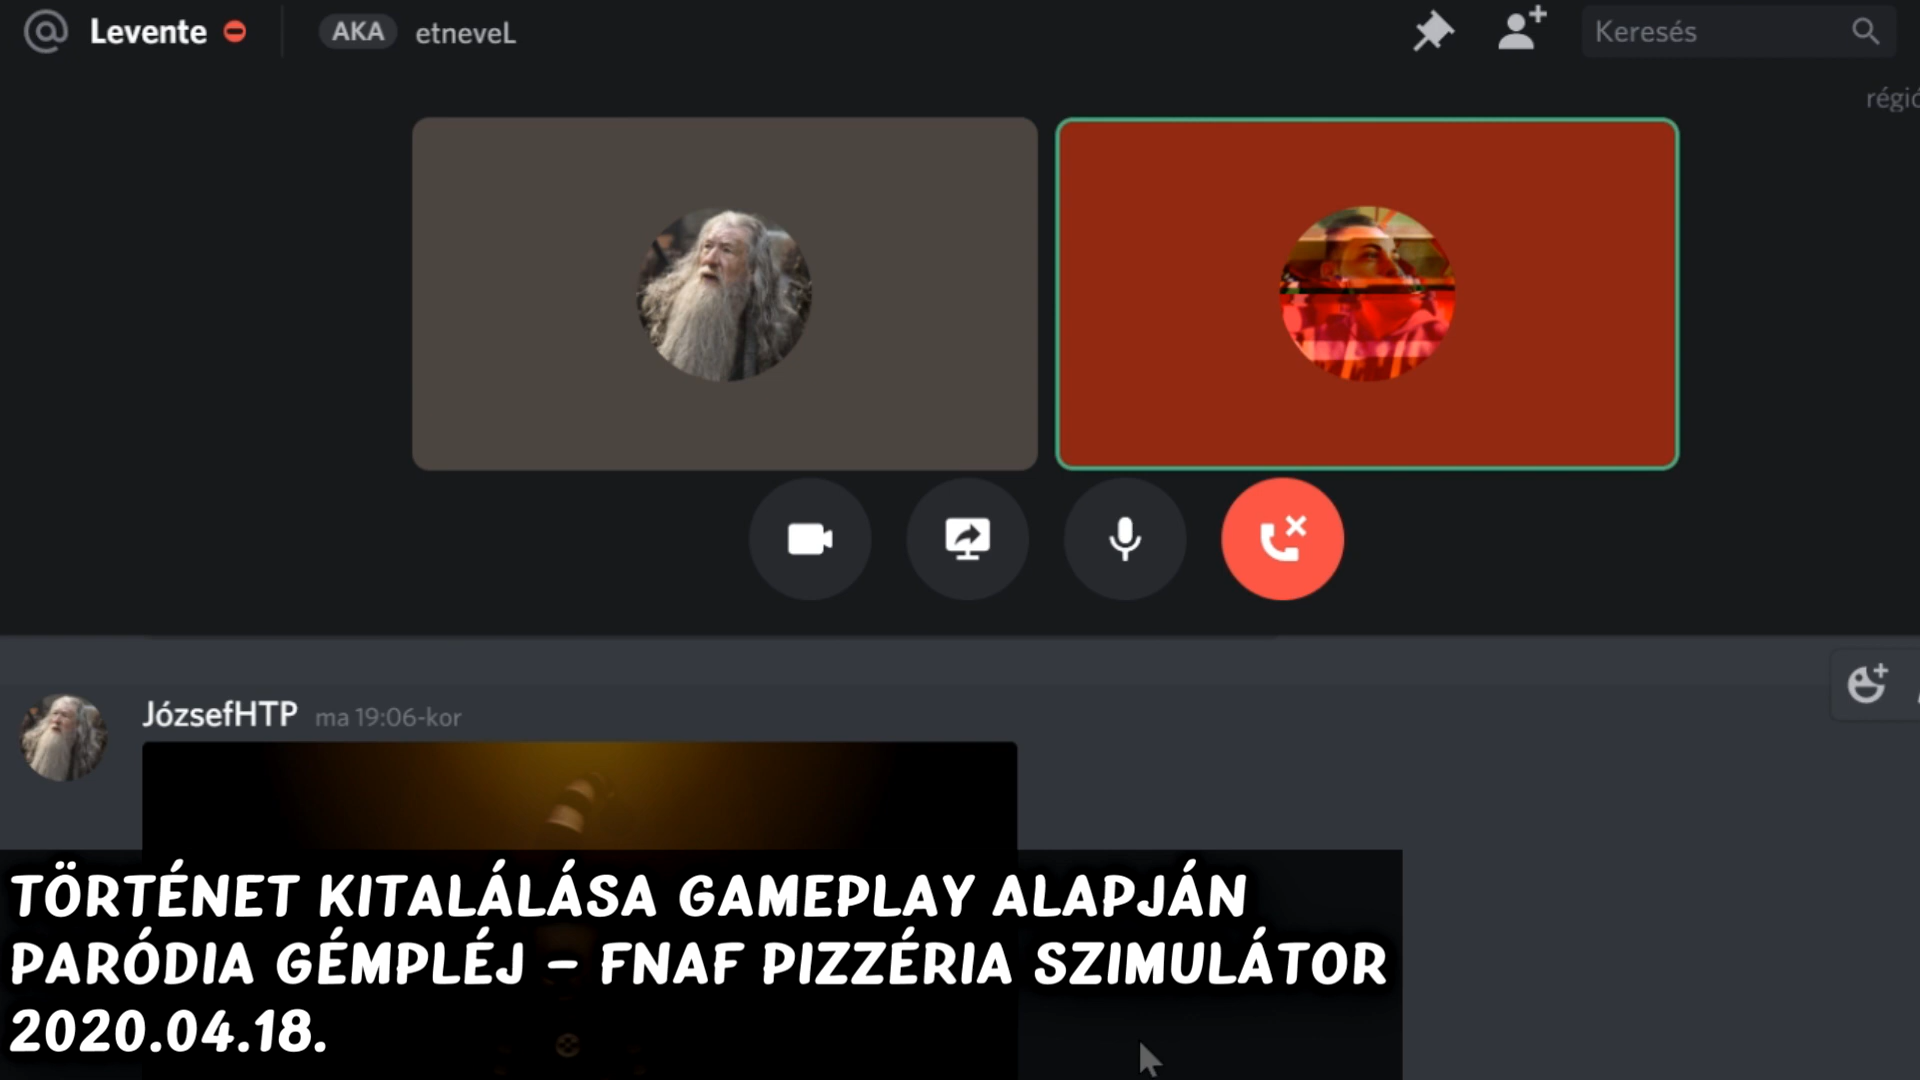 Levente AKA etneveL Keresés
régió
JózsefHTP ma 19:06-kor
TÖRTÉNET KITALÁLÁSA GAMEPLAY ALAPJÁN
PARÓDIA GÉMPLÉJ – FNAF PIZZÉRIA SZIMULÁTOR
2020.04.18.